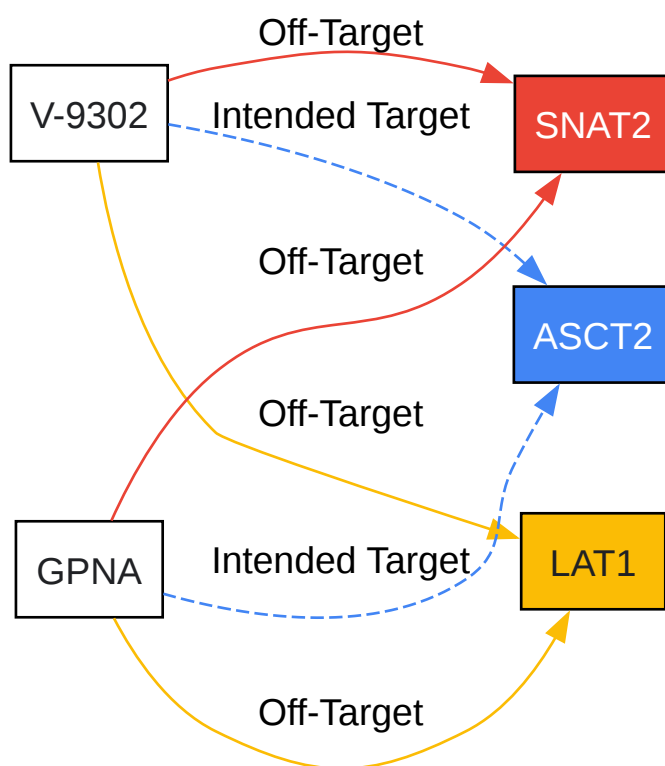 Off-Target
V-9302
Intended Target
SNAT2
Off-Target
ASCT2
Off-Target
GPNA
Intended Target
LAT1
Off-Target